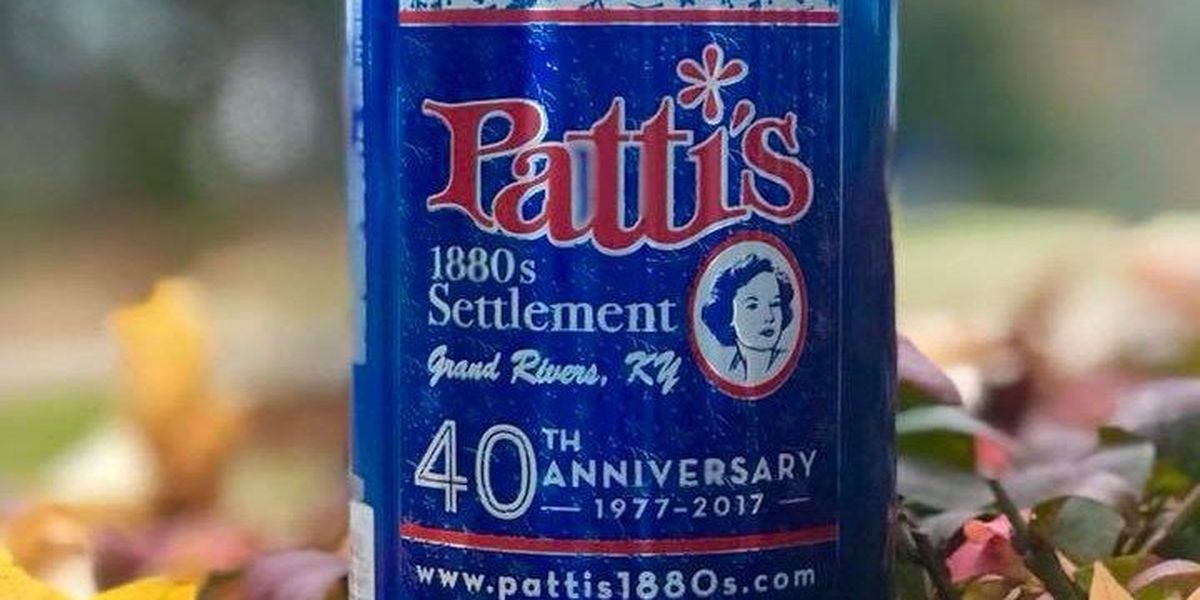 Patti's
1880s
Settlement
Grand Rivers, KY
40TH
ANNIVERSARY
1977-2017
www.pattis1880s.com